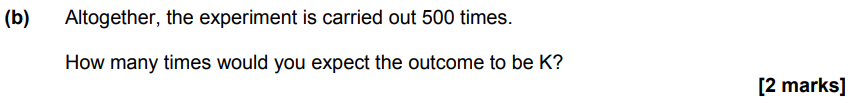 (b) Altogether, the experiment is carried out 500 times.
How many times would you expect the outcome to be K?
[2 marks]